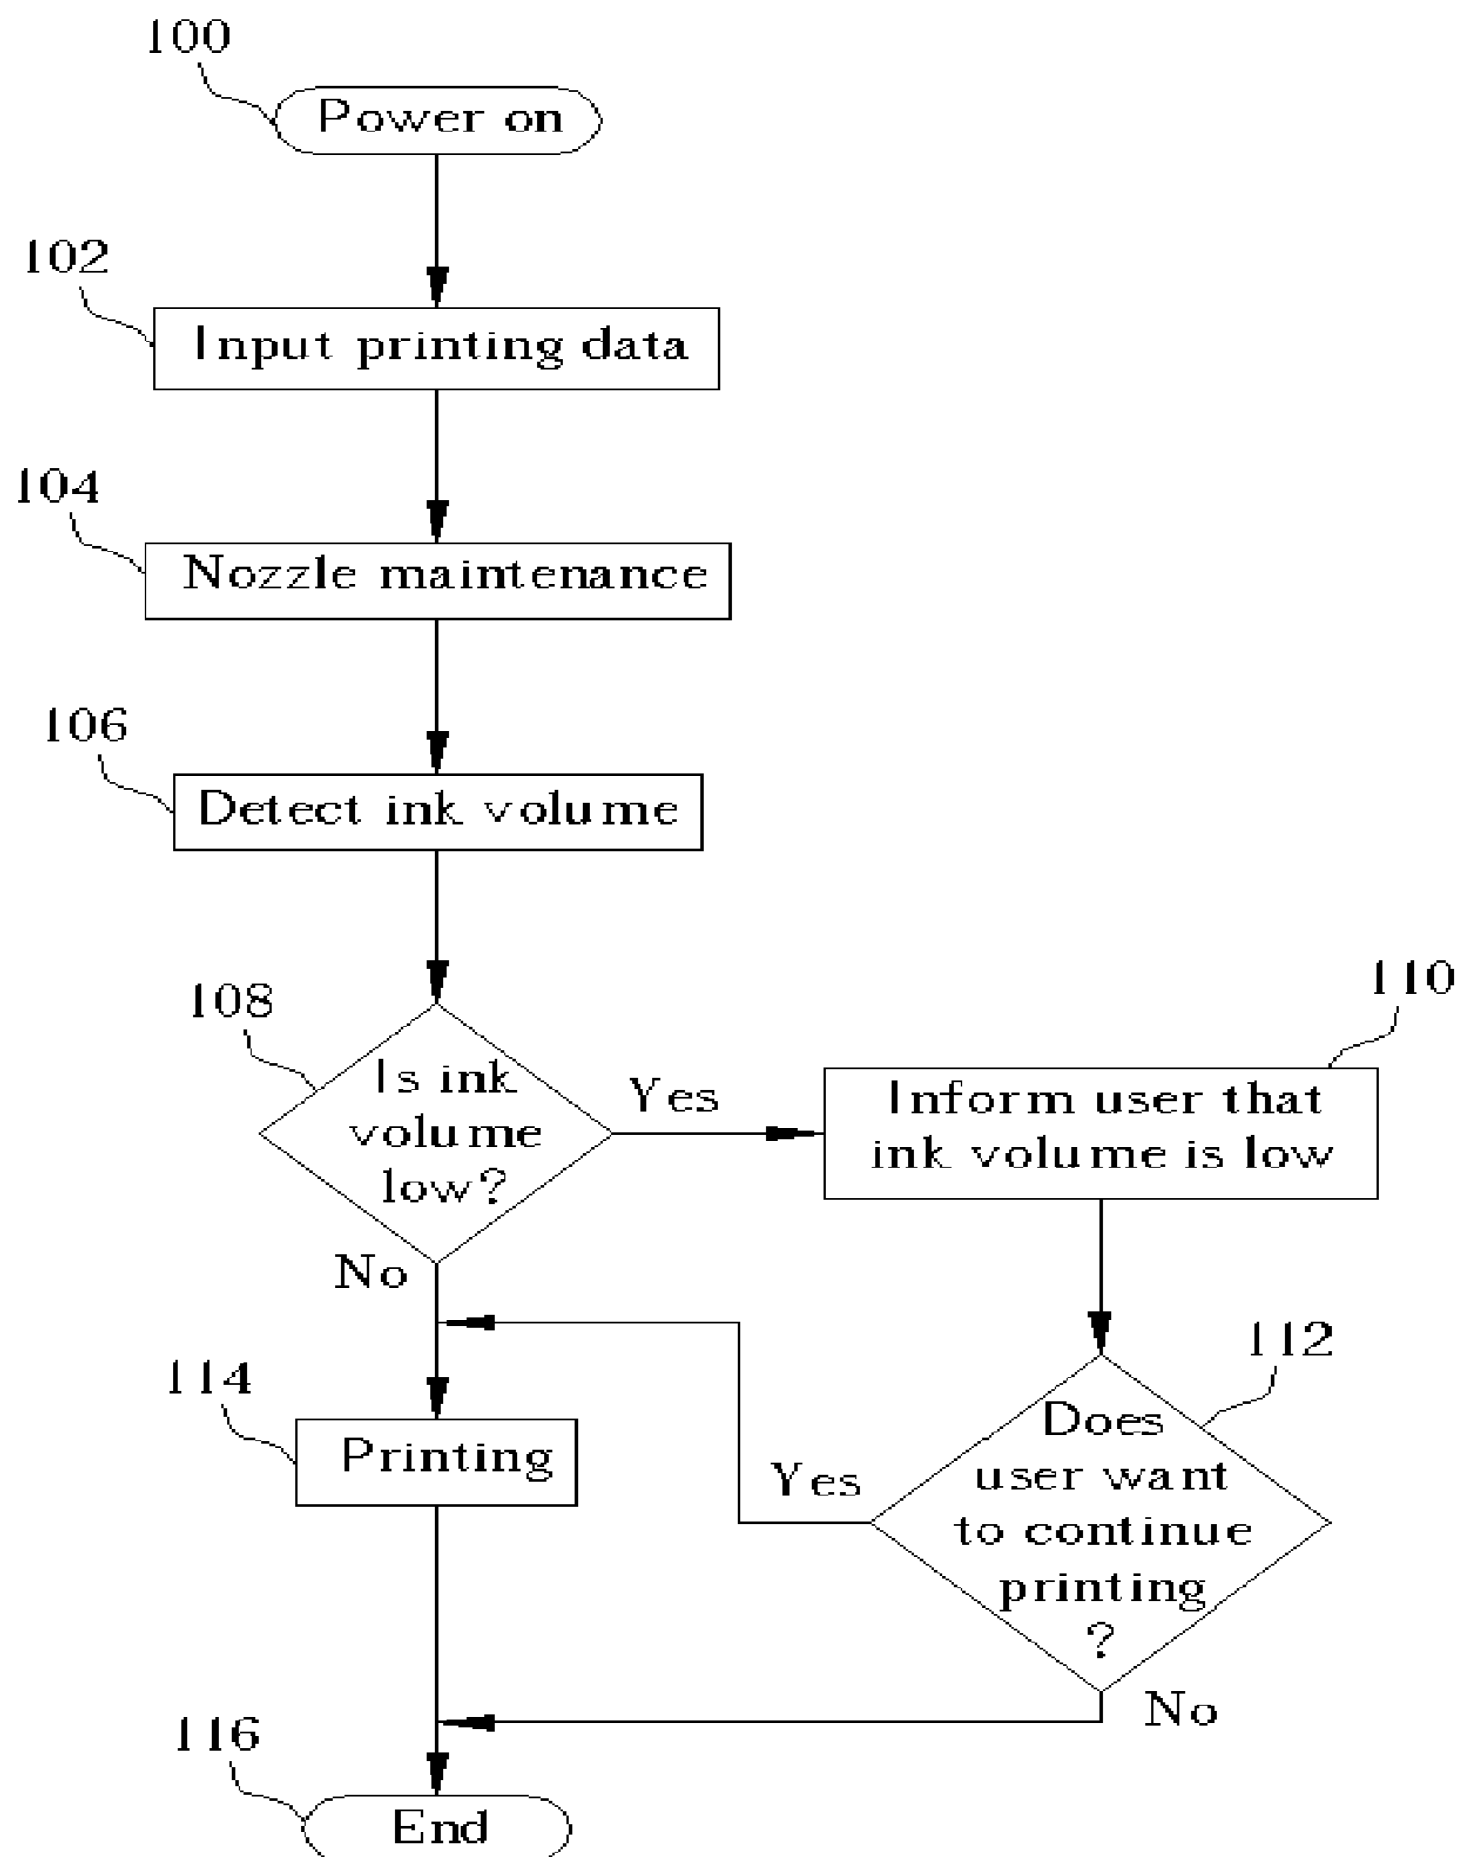 100
Power on
102
Input printing data
104
Nozzle maintenance
106
Detect ink volume
108
Is ink
volume
low?
Yes
No
110
Inform user that
ink volume is low
112
Does
user want
to continue
printing
?
Yes
No
114
Printing
116
End